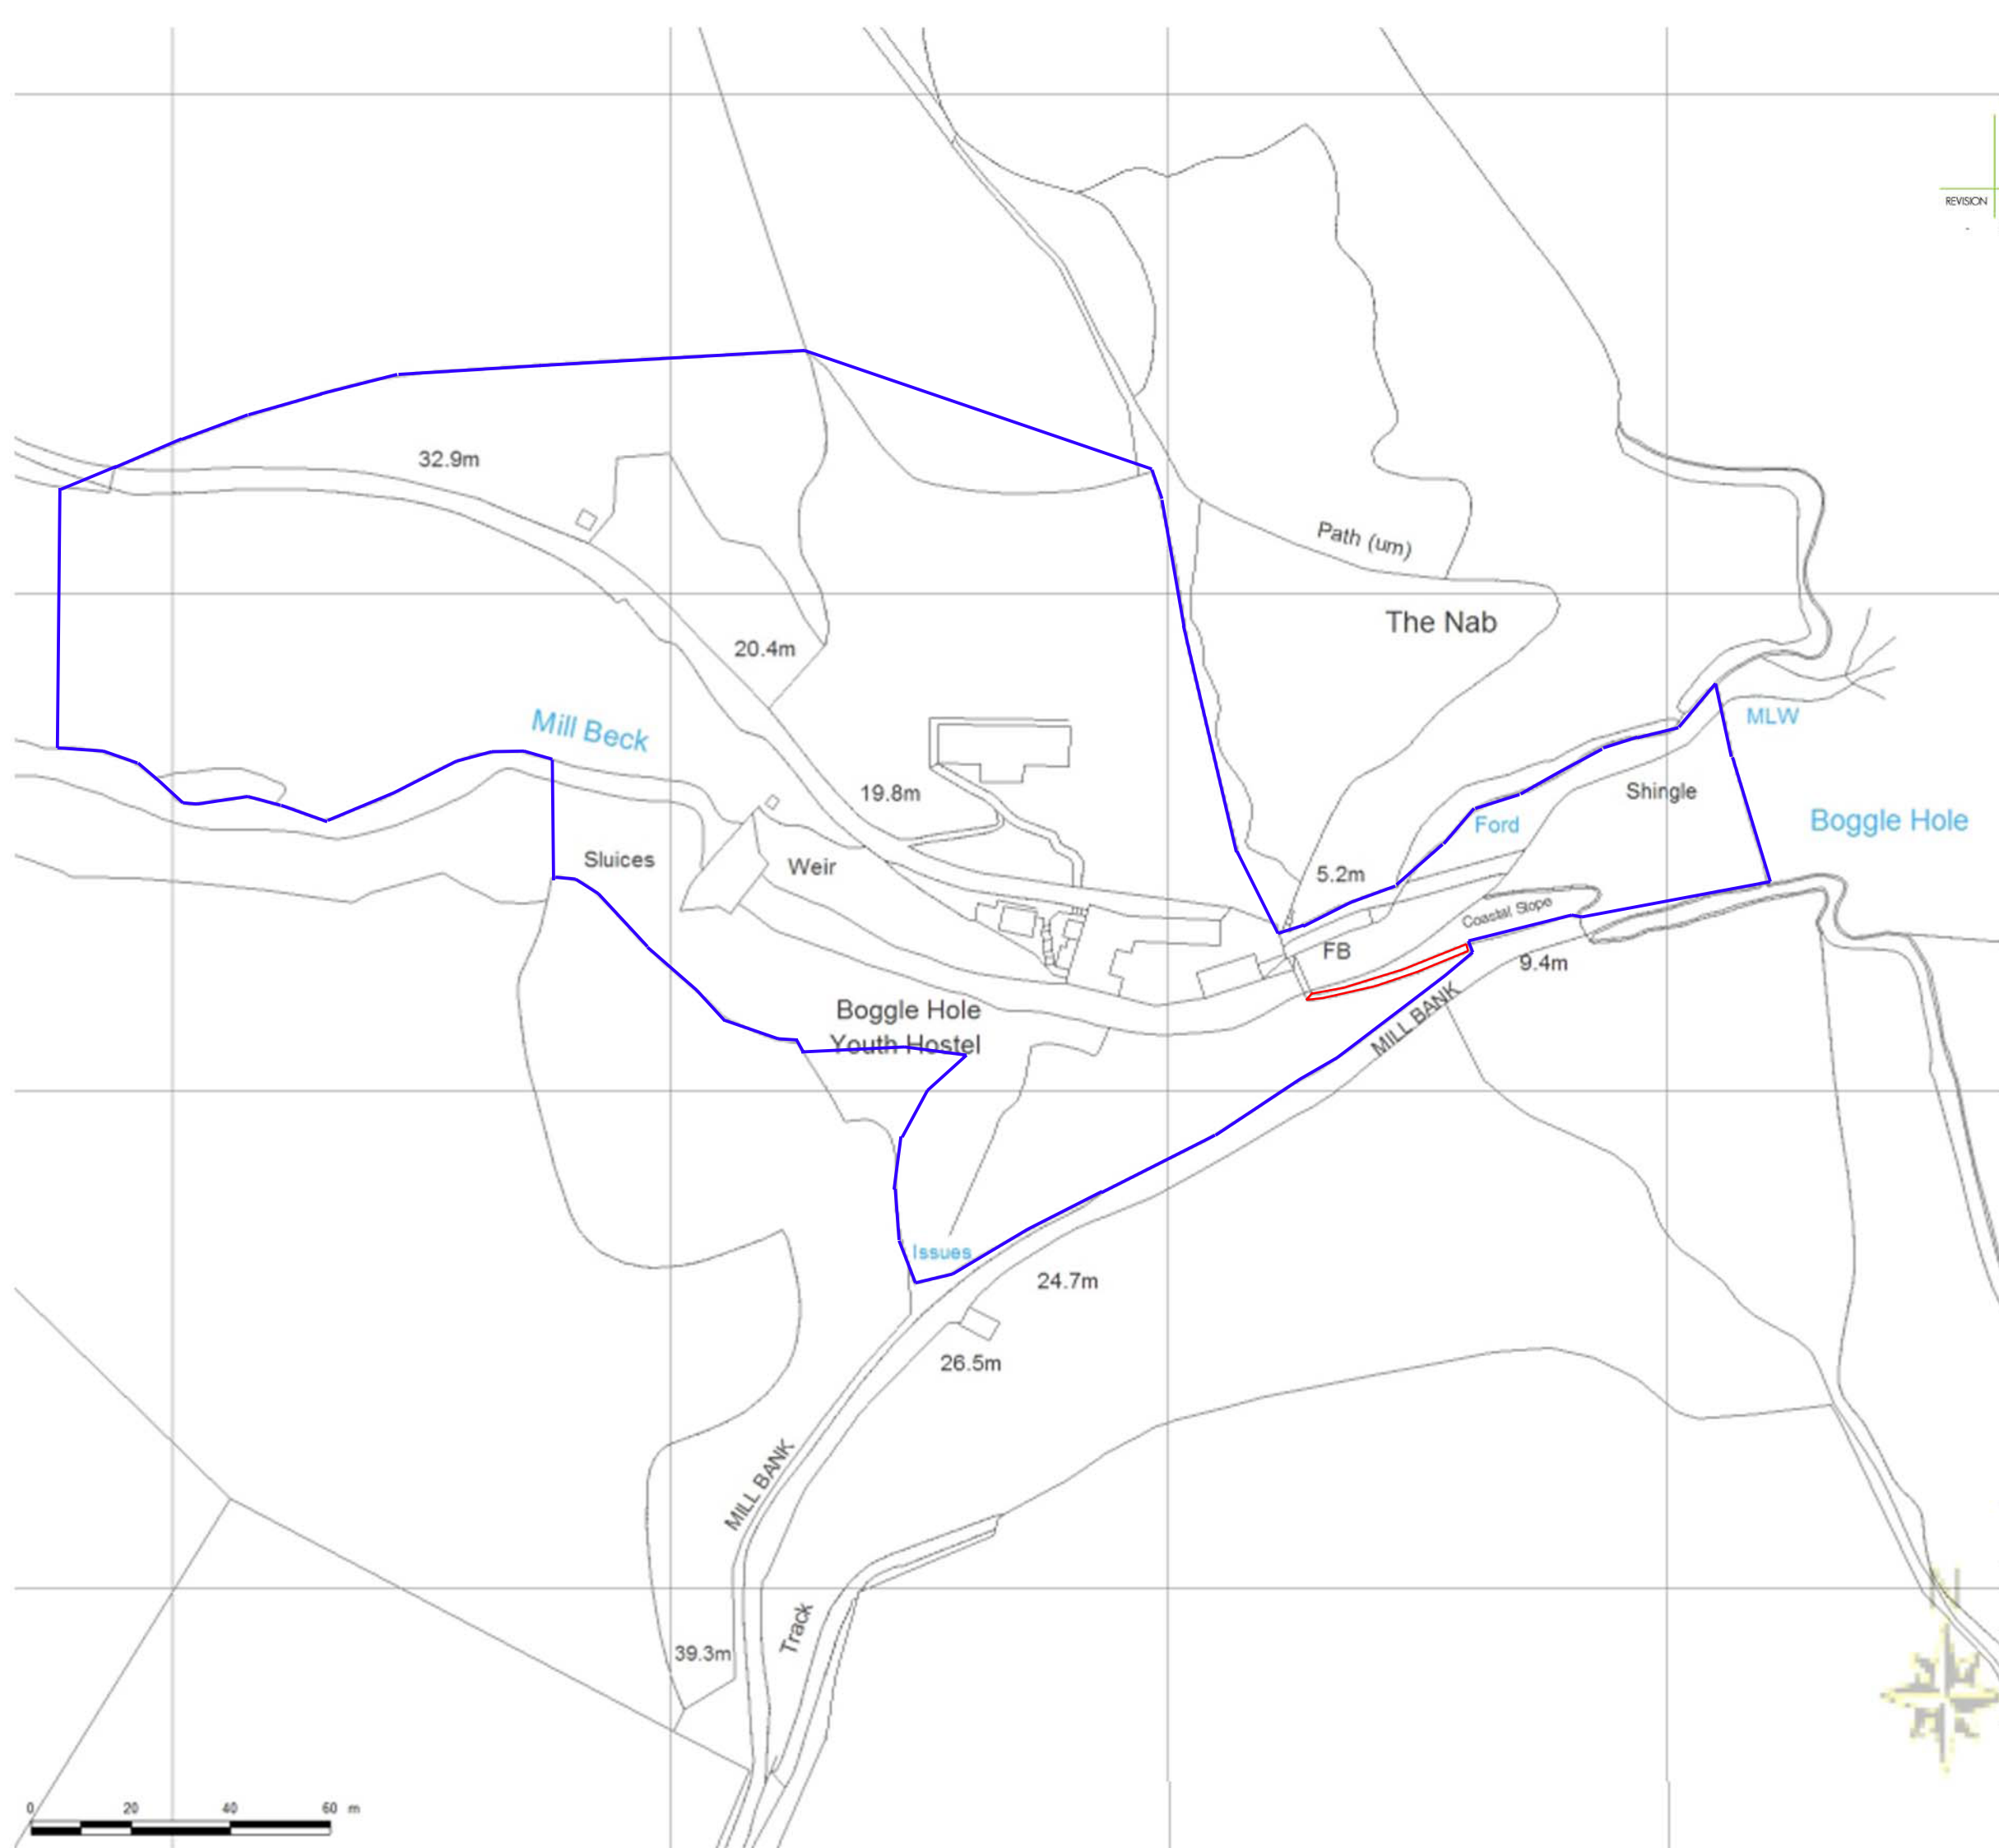 REVISION
32.9m
Path (um)
The Nab
20.4m
Mill Beck
MLW
19.8m
Shingle
Boggle Hole
Ford
Sluices
Weir
5.2m
Coastal Slope
FB
9.4m
Boggle Hole
Youth Hostel
MILL BANK
Issues
24.7m
26.5m
MILL BANK
Track
39.3m
N
0 20 40 60 m